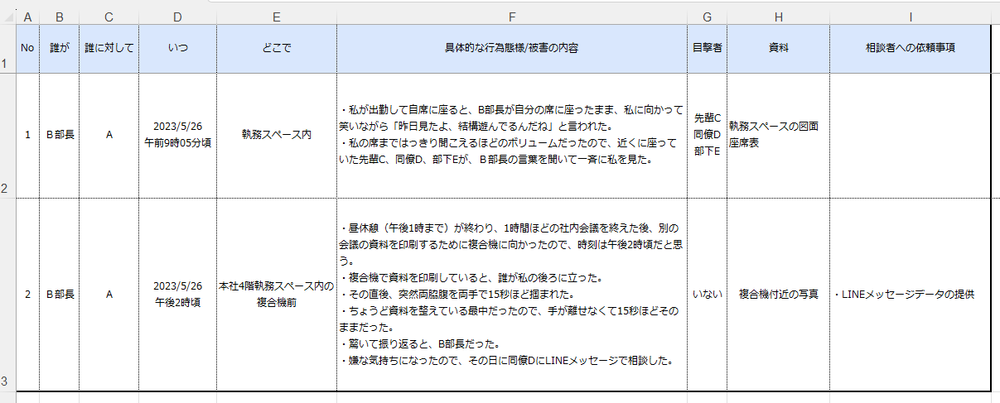 A B C D E F G H I
1
No 誰が 誰に対して いつ どこで 具体的な行為態様/被害の内容 目撃者 資料 相談者への依頼事項
2
1
B部長
A
2023/5/26
午前9時05分頃
執務スペース内
・私が出勤して自席に座ると、B部長が自分の席に座ったまま、私に向かって
笑いながら「昨日見たよ、結構遊んでるんだね」と言われた。
・私の席まではっきり聞こえるほどのボリュームだったので、近くに座って
いた先輩C、同僚D、部下Eが、Ｂ部長の言葉を聞いて一斉に私を見た。
先輩C
同僚D
部下E
執務スペースの図面
座席表
3
2
B部長
A
2023/5/26
午後2時頃
本社4階執務スペース内の
複合機前
・昼休憩（午後1時まで）が終わり、1時間ほどの社内会議を終えた後、別の
会議の資料を印刷するために複合機に向かったので、時刻は午後2時頃だと思
う。
・複合機で資料を印刷していると、誰が私の後ろに立った。
・その直後、突然両脇腹を両手で15秒ほど掴まれた。
・ちょうど資料を整えている最中だったので、手が離せなくて15秒ほどその
ままだった。
・驚いて振り返ると、B部長だった。
・嫌な気持ちになったので、その日に同僚DにLINEメッセージで相談した。
いない
複合機付近の写真
・LINEメッセージデータの提供